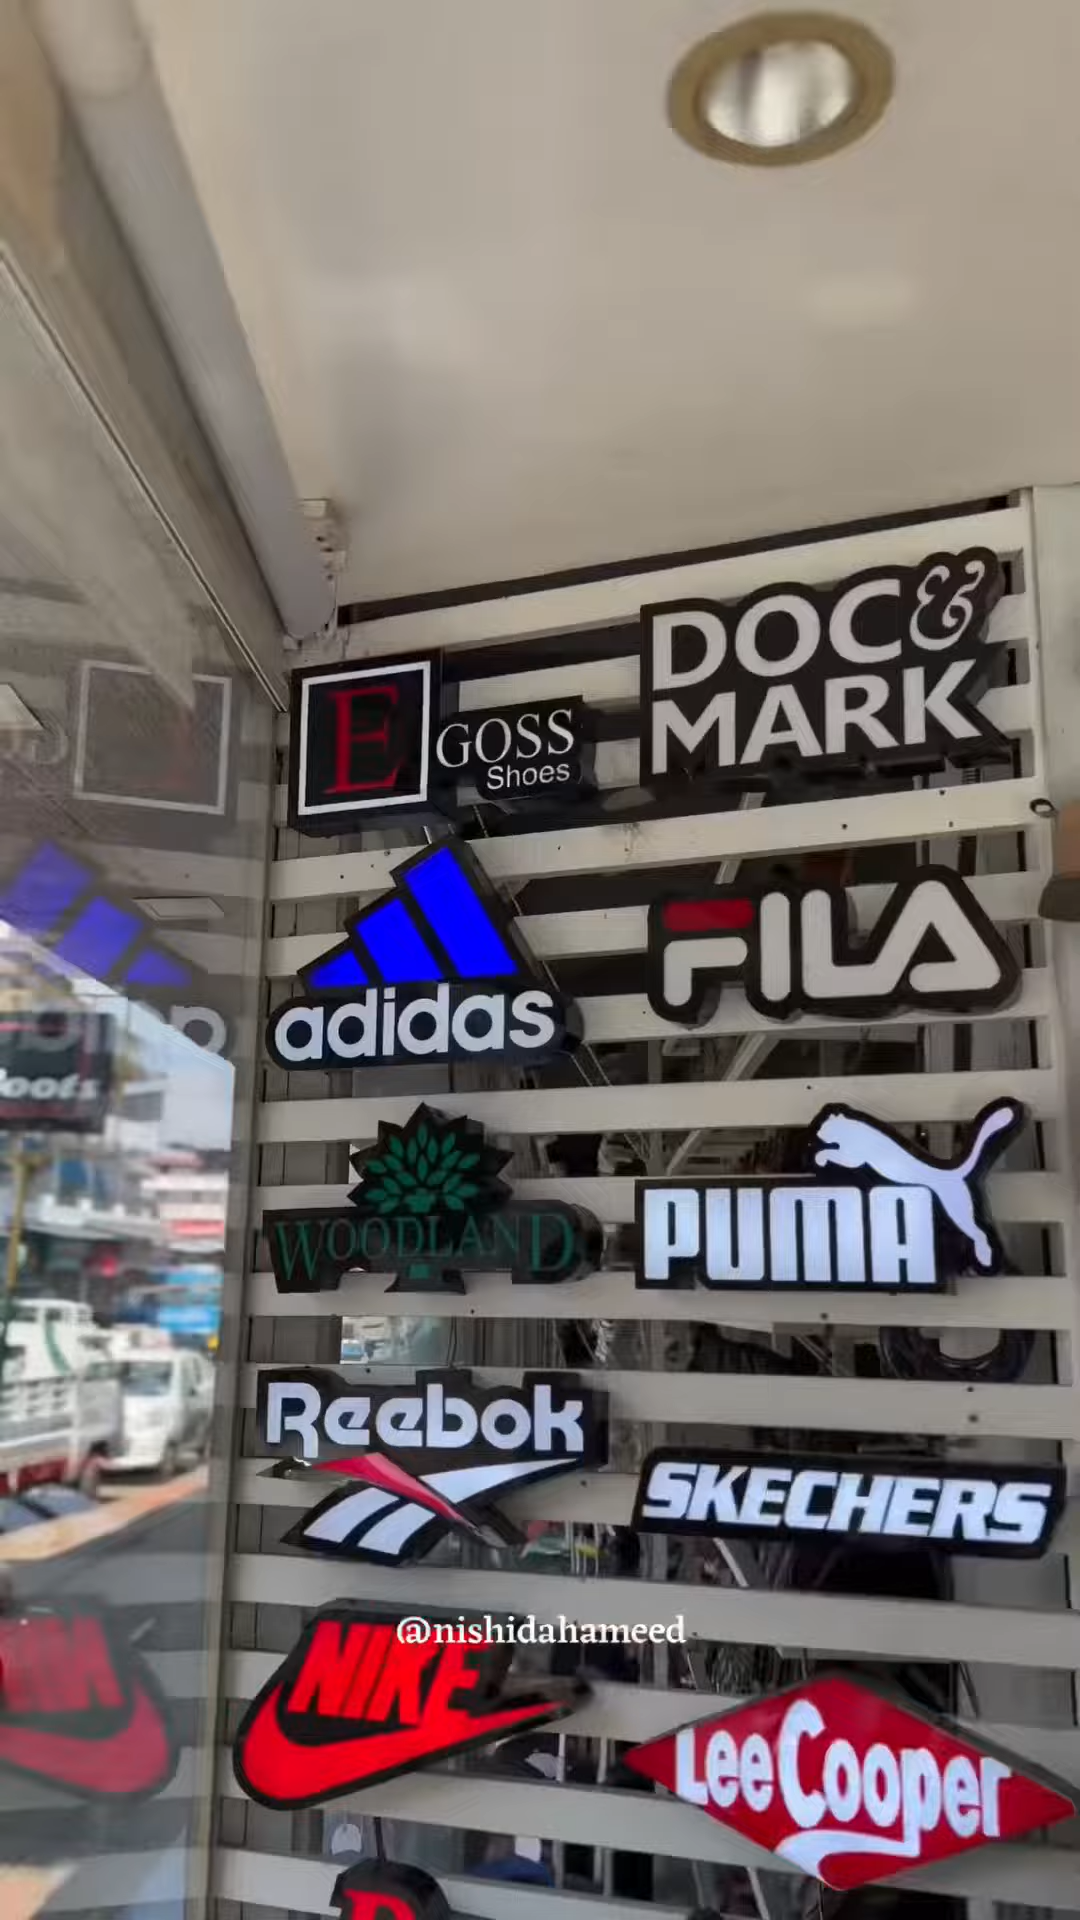 E GOSS
Shoes
DOC&
MARK
adidas
FILA
WOODLAND
PUMA
Reebok
SKECHERS
@nishidahameed
NIKE
LeeCooper